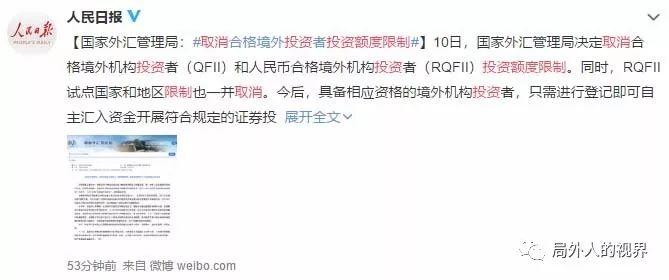 人民日报
人民日报
PEOPLE'S DAILY
【国家外汇管理局：#取消合格境外投资者投资额度限制#】10日，国家外汇管理局决定取消合
格境外机构投资者（QFII）和人民币合格境外机构投资者（RQFII）投资额度限制。同时，RQFII
试点国家和地区限制也一并取消。今后，具备相应资格的境外机构投资者，只需进行登记即可自
主汇入资金开展符合规定的证券投 展开全文
53分钟前 来自 微博 weibo.com
局外人的视界